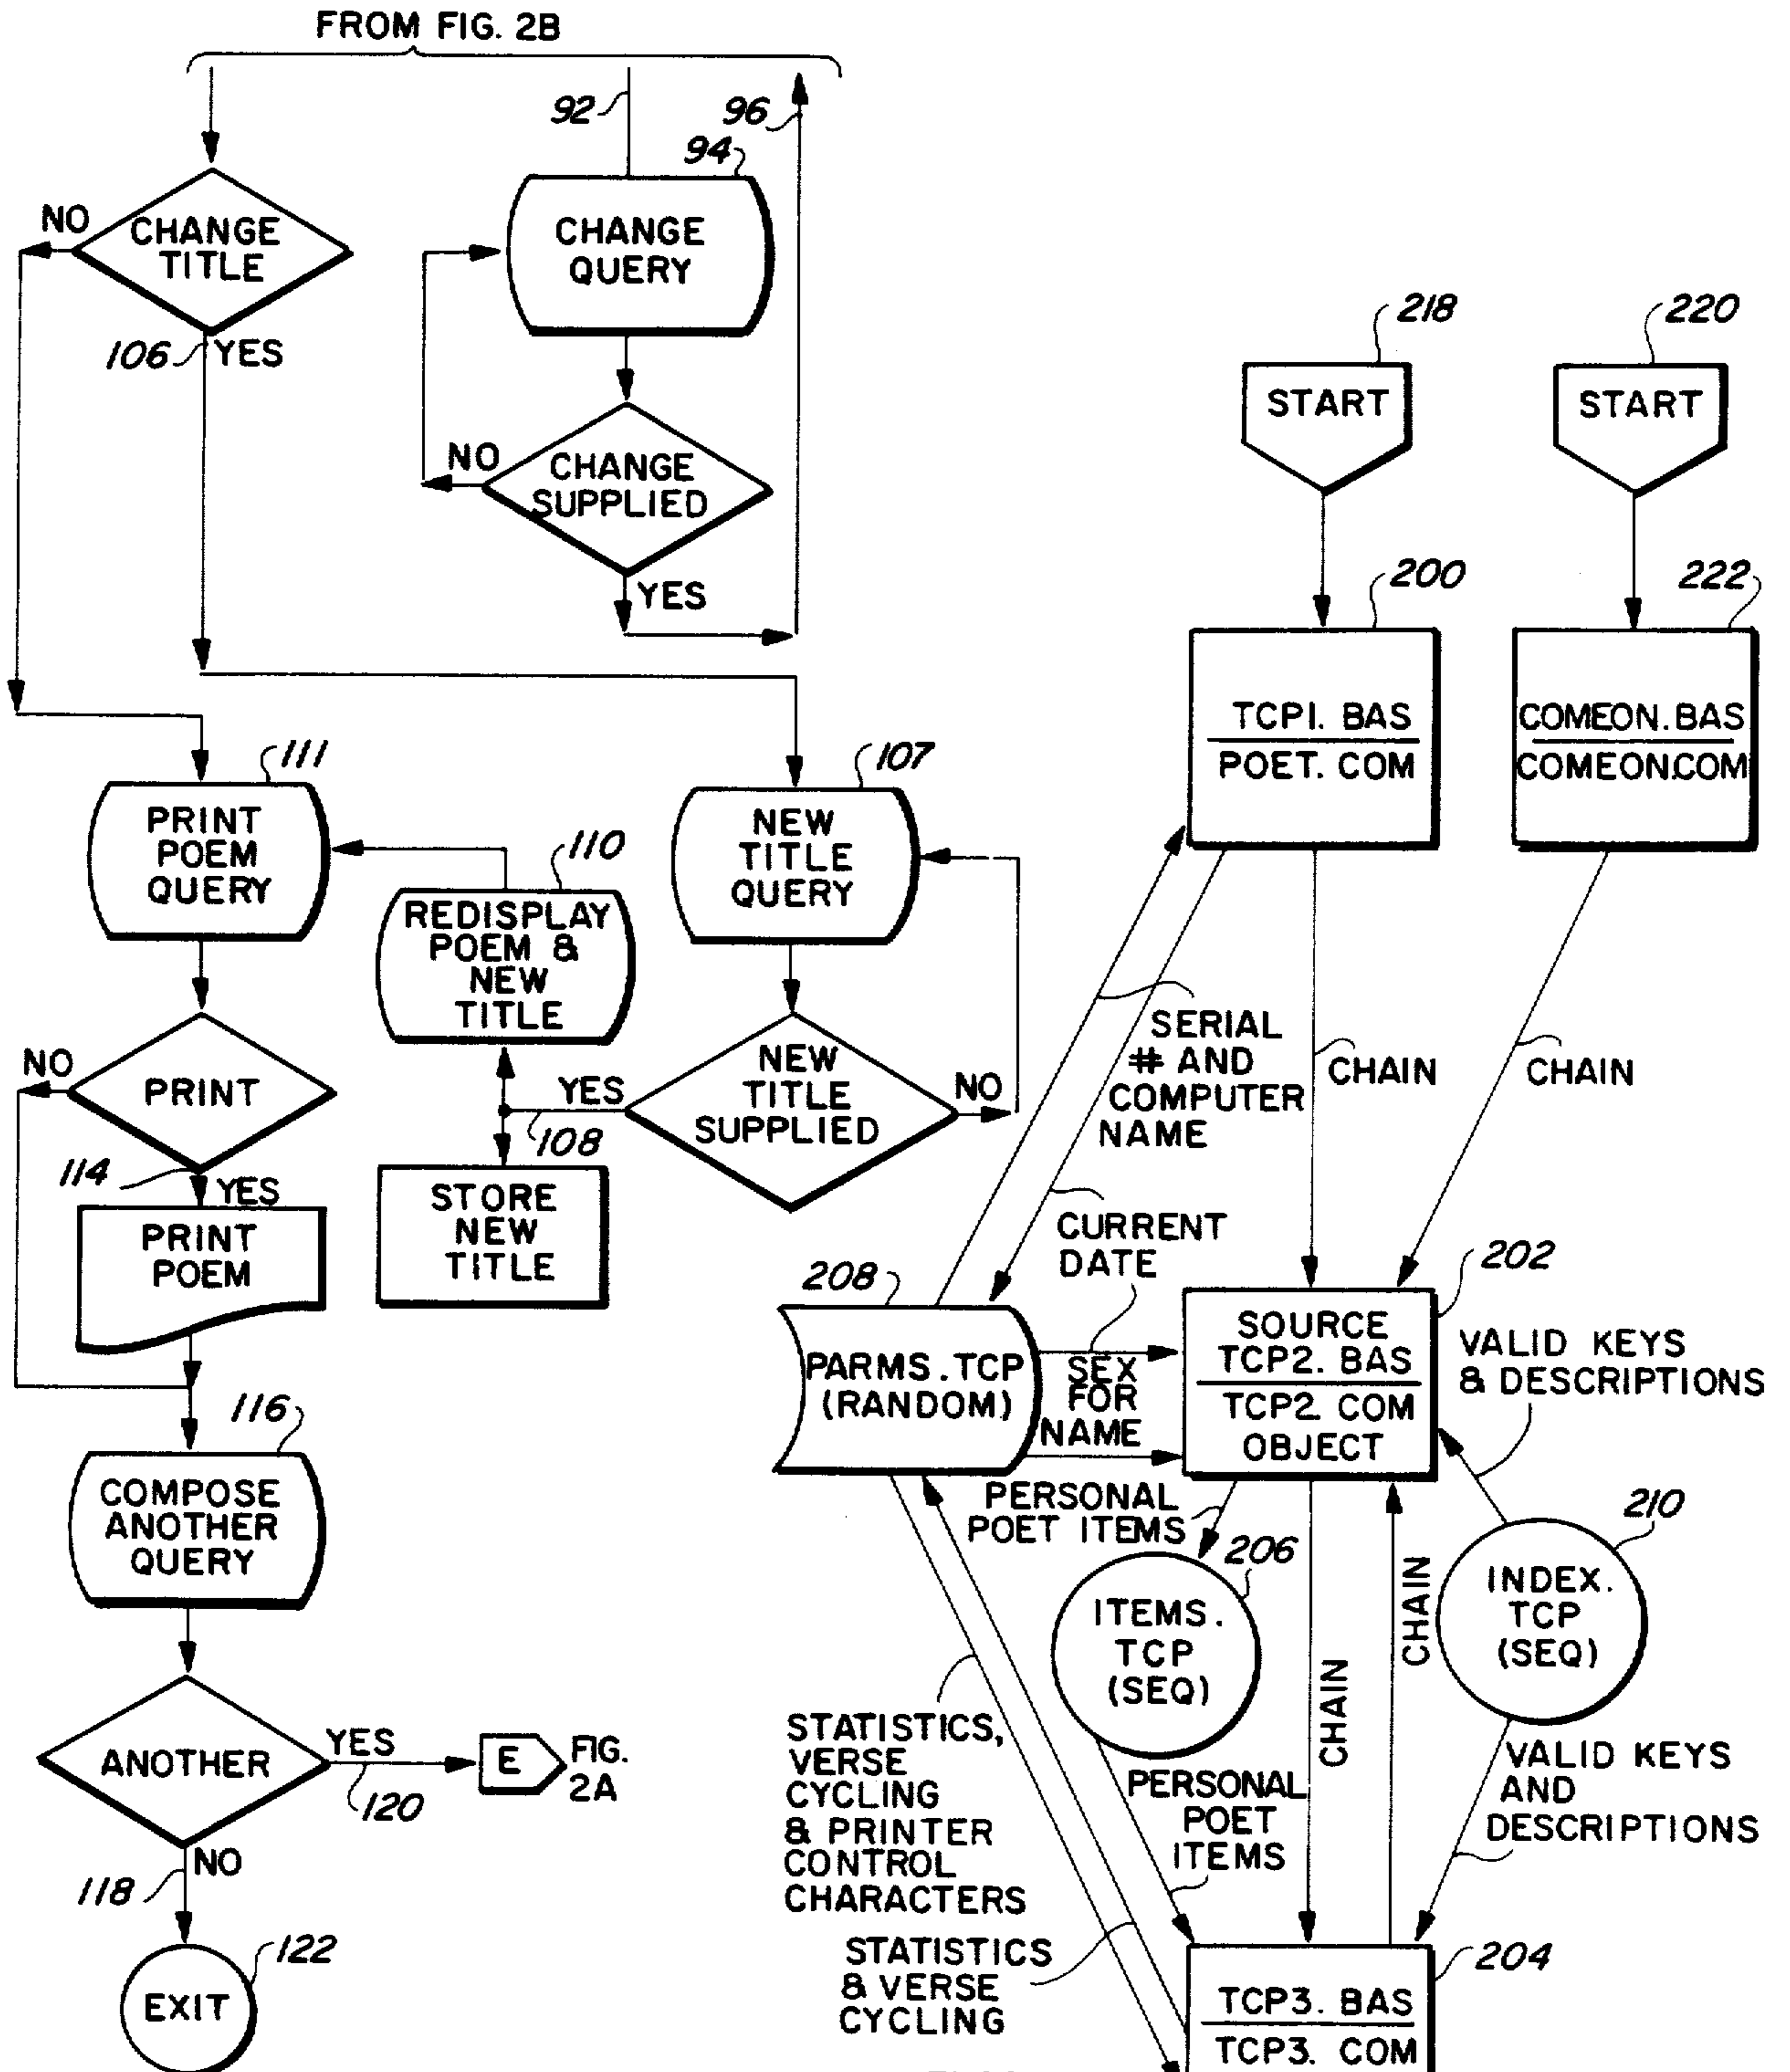 FROM FIG. 2B
92
96
94
NO
CHANGE
TITLE
106
YES
CHANGE
QUERY
NO
CHANGE
SUPPLIED
YES
111
PRINT
POEM
QUERY
107
NEW
TITLE
QUERY
110
REDISPLAY
POEM &
NEW
TITLE
NO
PRINT
YES
108
NEW
TITLE
SUPPLIED
NO
114
YES
PRINT
POEM
STORE
NEW
TITLE
116
COMPOSE
ANOTHER
QUERY
ANOTHER
YES
120
E
FIG.
2A
NO
118
122
EXIT
218
START
220
START
200
TCP1. BAS
POET. COM
222
COMEON. BAS
COMEON.COM
SERIAL
# AND
COMPUTER
NAME
CHAIN
CHAIN
CURRENT
DATE
208
PARMS. TCP
(RANDOM)
SEX
FOR
NAME
202
SOURCE
TCP2. BAS
TCP2. COM
OBJECT
VALID KEYS
& DESCRIPTIONS
PERSONAL
POET ITEMS
206
ITEMS.
TCP
(SEQ)
210
INDEX.
TCP
(SEQ)
CHAIN
CHAIN
STATISTICS,
VERSE
CYCLING
& PRINTER
CONTROL
CHARACTERS
PERSONAL
POET
ITEMS
VALID KEYS
AND
DESCRIPTIONS
STATISTICS
& VERSE
CYCLING
204
TCP3. BAS
TCP3. COM